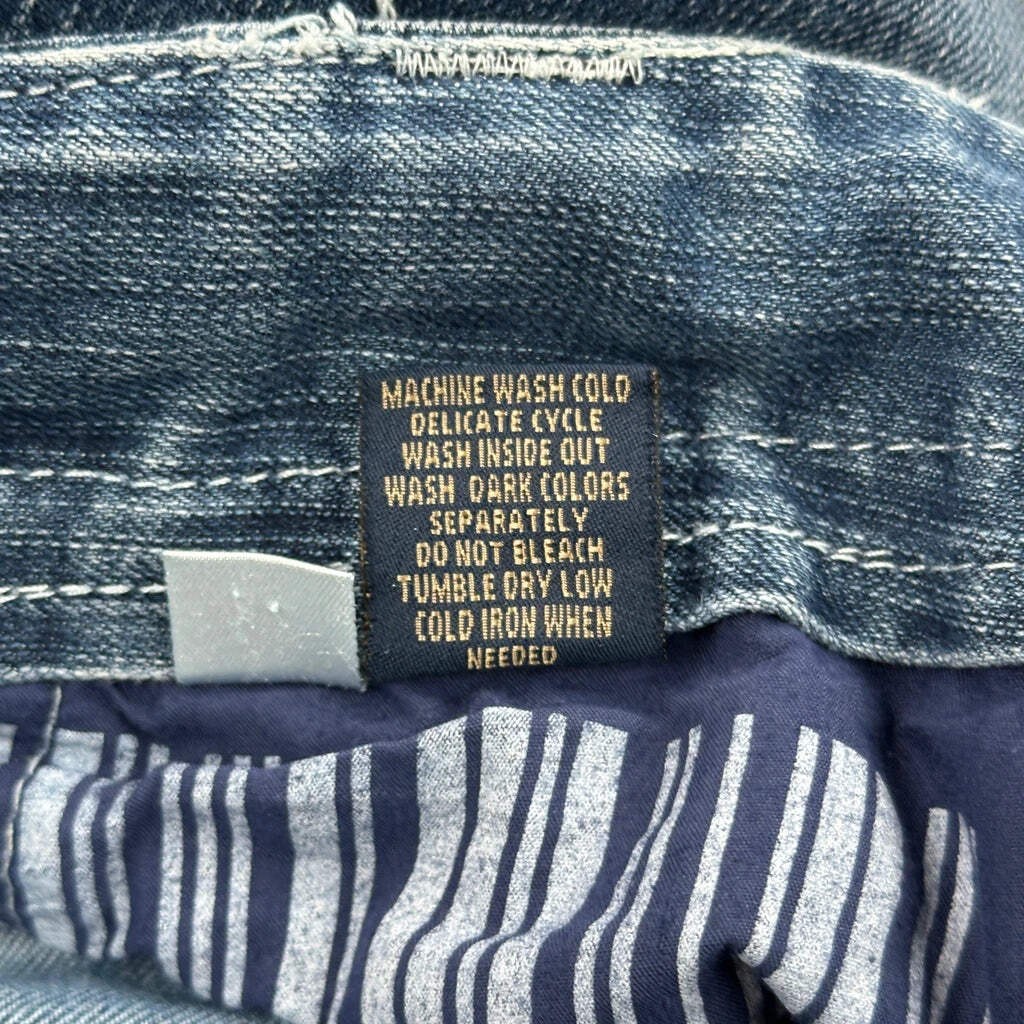 MACHINE WASH COLD
DELICATE CYCLE
WASH INSIDE OUT
WASH DARK COLORS
SEPARATELY
DO NOT BLEACH
TUMBLE DRY LOW
COLD IRON WHEN
NEEDED